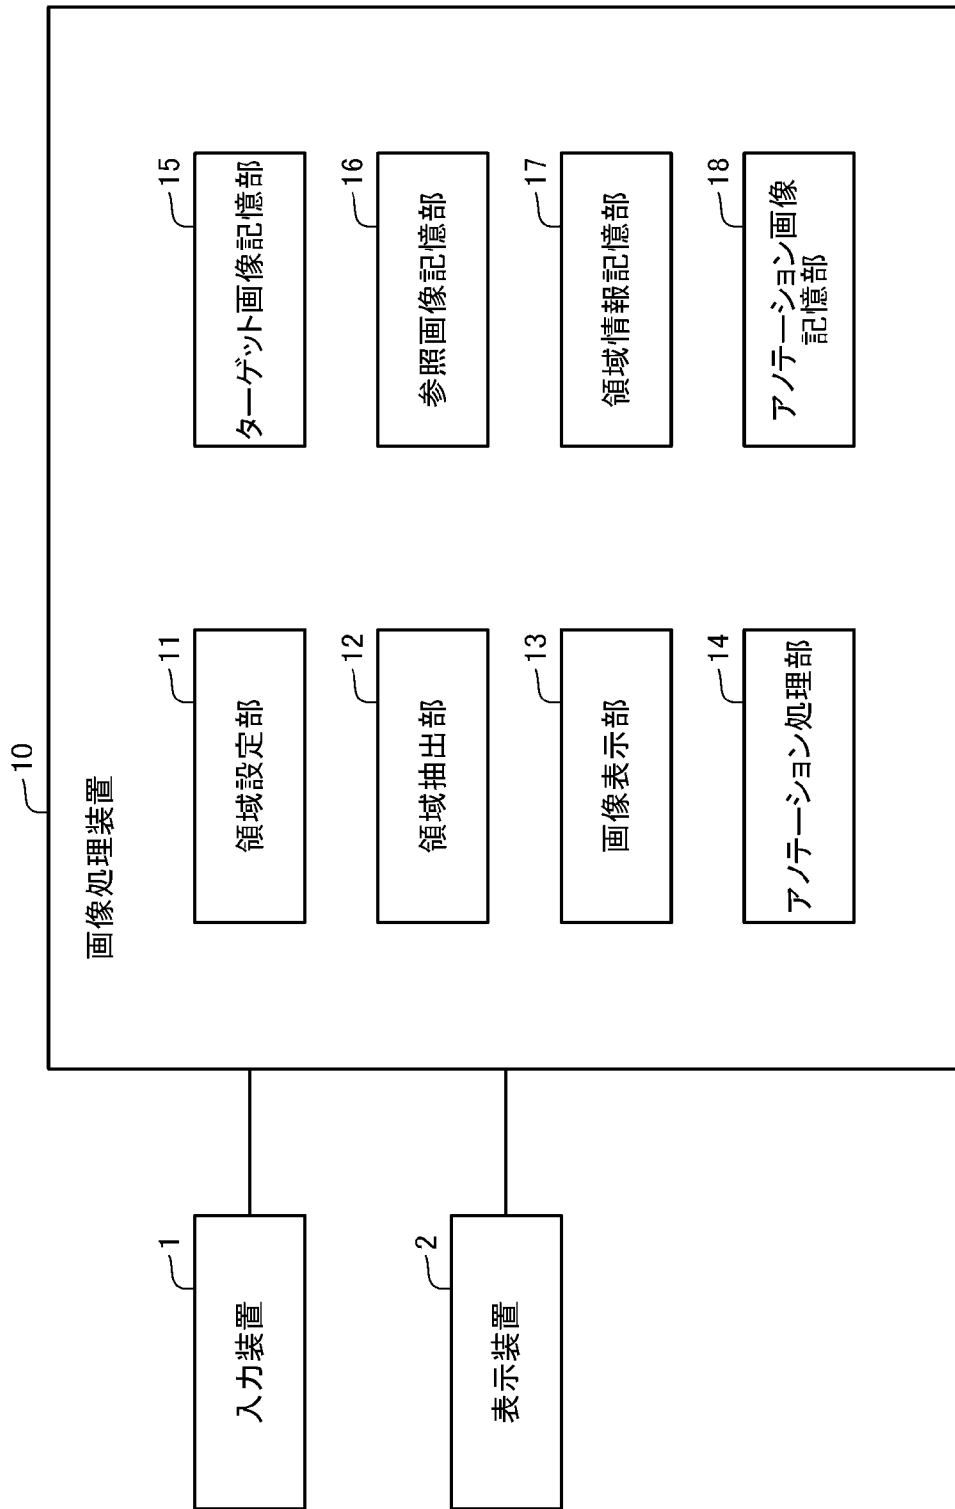 10
画像処理装置
1
入力装置
2
表示装置
11
領域設定部
12
領域抽出部
13
画像表示部
14
アノテーション処理部
15
ターゲット画像記憶部
16
参照画像記憶部
17
領域情報記憶部
18
アノテーション画像
記憶部